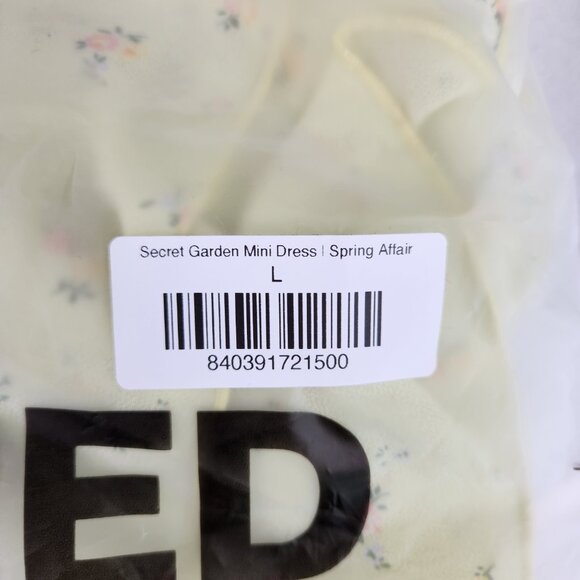 Secret Garden Mini Dress | Spring Affair
L
840391721500
ED